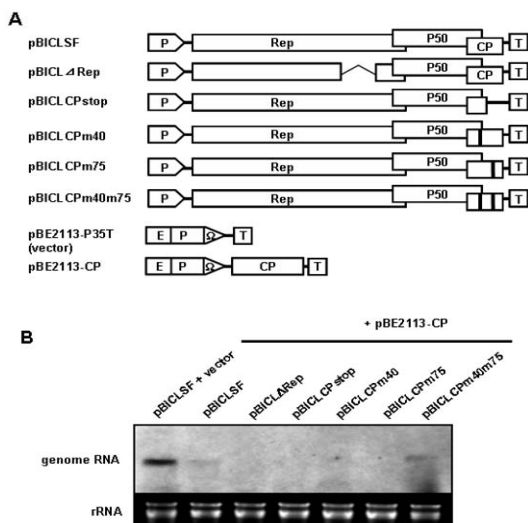 A
pBICLSF P Rep P50 CP T
pBICL⊿Rep P P50 CP T
pBICLCPstop P Rep P50 T
pBICLCPm40 P Rep P50 T
pBICLCPm75 P Rep P50 T
pBICLCPm40m75 P Rep P50 T
pBE2113-P35T E P Ω T
(vector)
pBE2113-CP E P Ω CP T
B
+ pBE2113-CP
pBICLSF + vector
pBICLSF
pBICLΔRep
pBICLCPstop
pBICLCPm40
pBICLCPm75
pBICLCPm40m75
genome RNA
rRNA